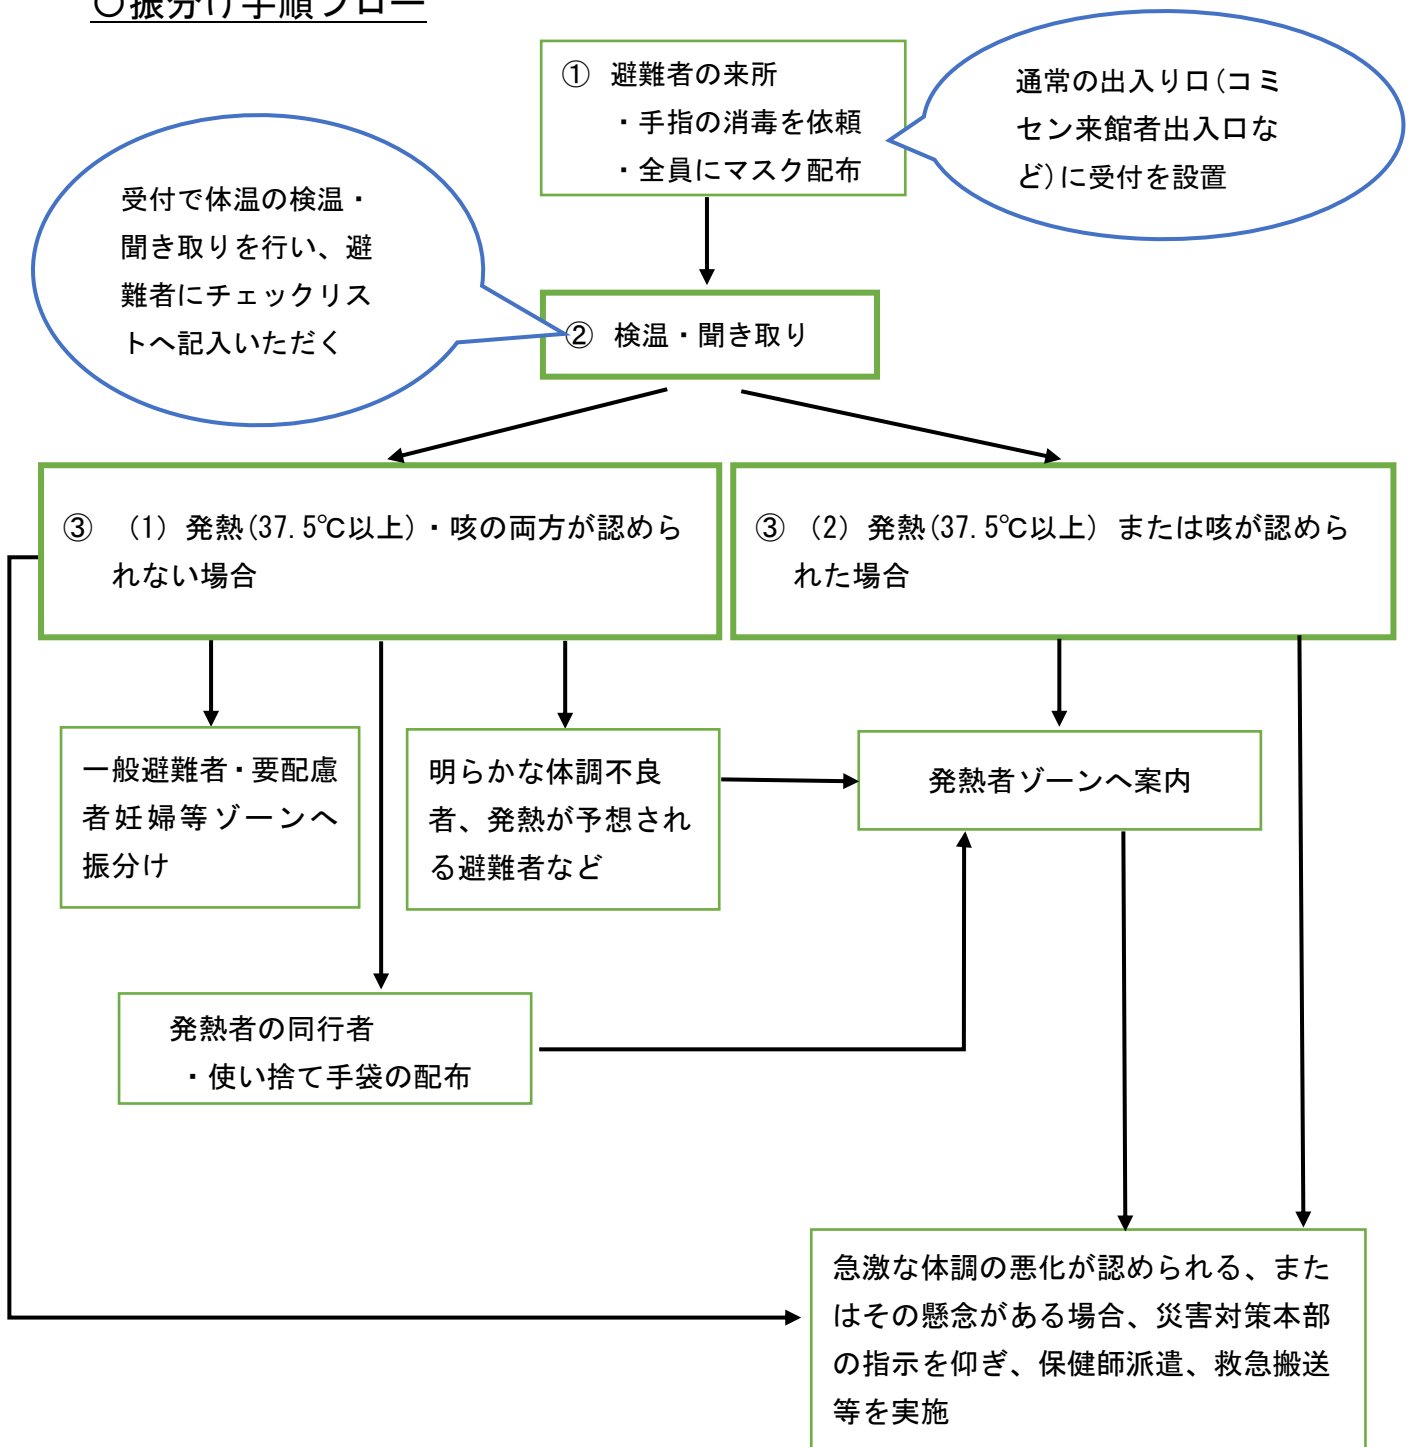 〇振分け手順フロー
① 避難者の来所
・手指の消毒を依頼
・全員にマスク配布
通常の出入り口(コミ
セン来館者出入口な
ど)に受付を設置
受付で体温の検温・
聞き取りを行い、避
難者にチェックリス
トへ記入いただく
② 検温・聞き取り
③ (1) 発熱(37.5℃以上)・咳の両方が認めら
れない場合
③ (2) 発熱(37.5℃以上) または咳が認めら
れた場合
一般避難者・要配慮
者妊婦等ゾーンへ
振分け
明らかな体調不良
者、発熱が予想され
る避難者など
発熱者ゾーンへ案内
発熱者の同行者
・使い捨て手袋の配布
急激な体調の悪化が認められる、また
はその懸念がある場合、災害対策本部
の指示を仰ぎ、保健師派遣、救急搬送
等を実施